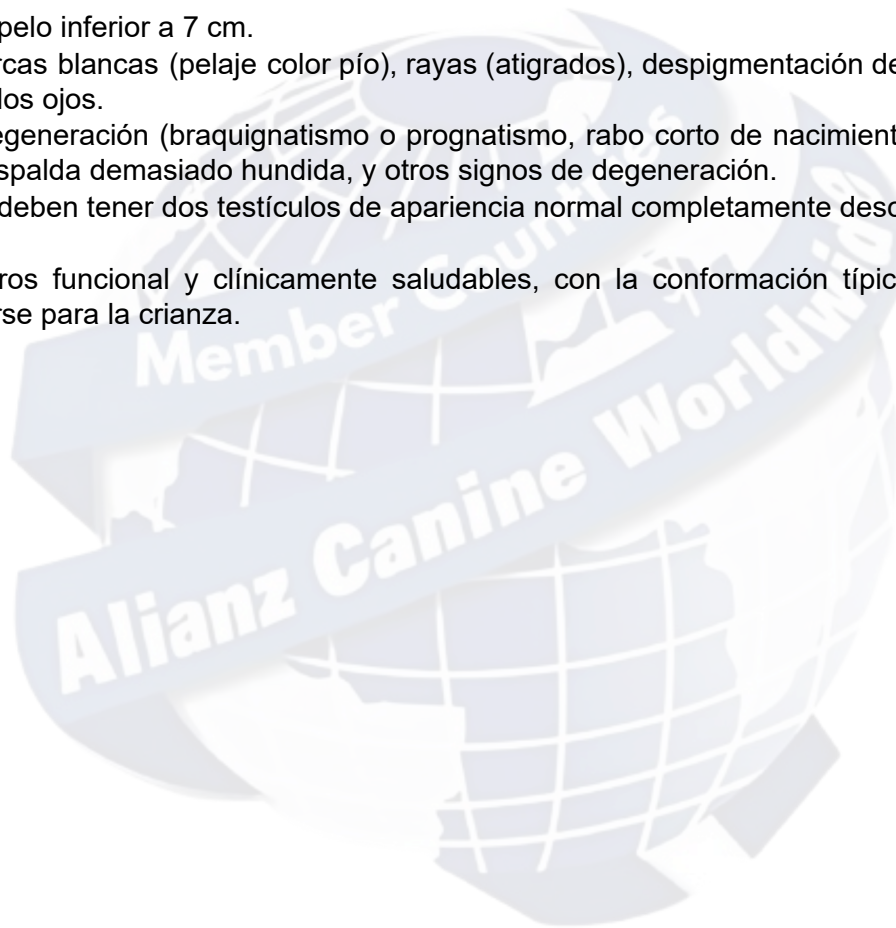 pelo inferior a 7 cm.
rcas blancas (pelaje color pío), rayas (atigrados), despigmentación de
los ojos.
egeneración (braquignatismo o prognatismo, rabo corto de nacimient
spalda demasiado hundida, y otros signos de degeneración.
deben tener dos testículos de apariencia normal completamente desc
ros funcional y clínicamente saludables, con la conformación típic
rse para la crianza.
Member Countries
Alianz Canine Worldwide